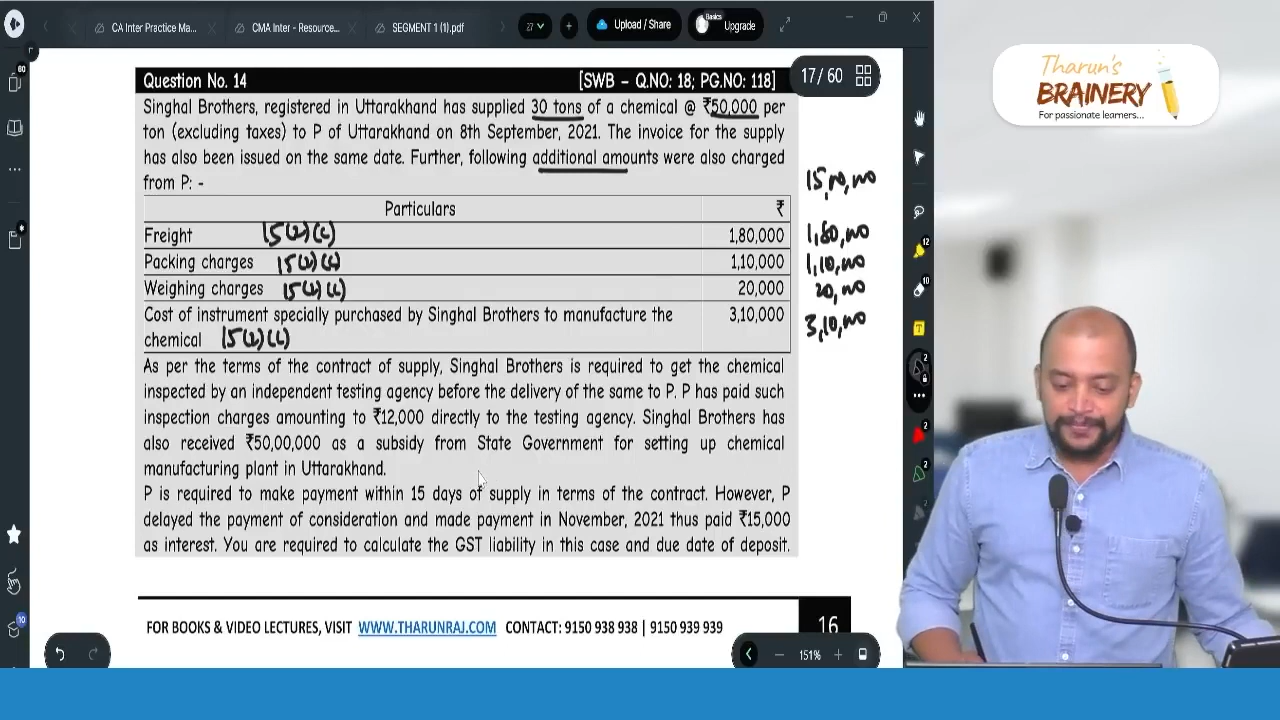 CA Inter Practice Ma...
CMA Inter - Resource...
SEGMENT 1 (1).pdf
27
Upload / Share
Basics
Upgrade
60
Question No. 14 [SWB – Q.NO: 18; PG.NO: 118]
17/60
Singhal Brothers, registered in Uttarakhand has supplied 30 tons of a chemical @ ₹50,000 per
ton (excluding taxes) to P of Uttarakhand on 8th September, 2021. The invoice for the supply
has also been issued on the same date. Further, following additional amounts were also charged
from P: -
15,00,000
Particulars ₹
Freight 15(2)(c) 1,80,000 1,80,000
Packing charges 15(2)(c) 1,10,000 1,10,000
Weighing charges 15(2)(c) 20,000 20,000
Cost of instrument specially purchased by Singhal Brothers to manufacture the 3,10,000 3,10,000
chemical 15(2)(c)
As per the terms of the contract of supply, Singhal Brothers is required to get the chemical
inspected by an independent testing agency before the delivery of the same to P. P has paid such
inspection charges amounting to ₹12,000 directly to the testing agency. Singhal Brothers has
also received ₹50,00,000 as a subsidy from State Government for setting up chemical
manufacturing plant in Uttarakhand.
P is required to make payment within 15 days of supply in terms of the contract. However, P
delayed the payment of consideration and made payment in November, 2021 thus paid ₹15,000
as interest. You are required to calculate the GST liability in this case and due date of deposit.
FOR BOOKS & VIDEO LECTURES, VISIT WWW.THARUNRAJ.COM CONTACT: 9150 938 938 | 9150 939 939
16
151%
12
10
T
2
2
2
2
10
Tharun's
BRAINERY
For passionate learners...